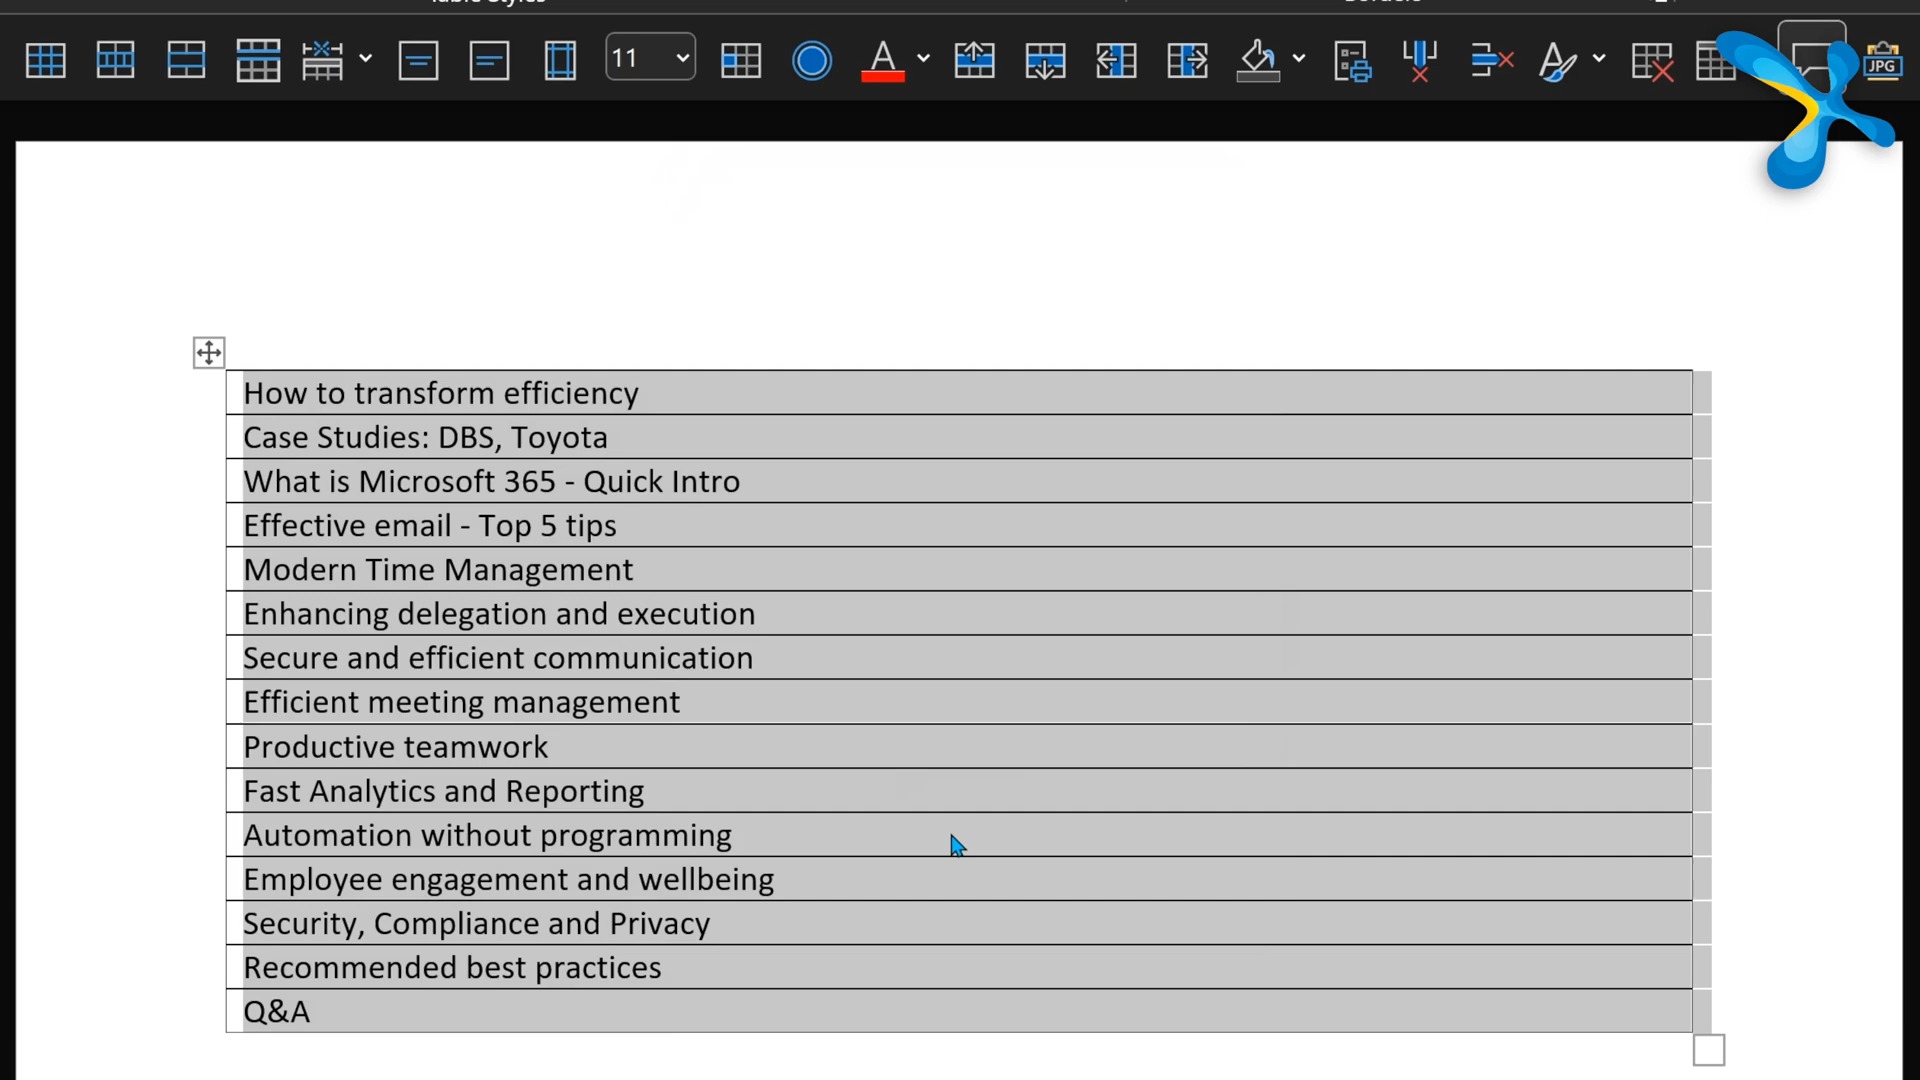 11
JPG
How to transform efficiency
Case Studies: DBS, Toyota
What is Microsoft 365 - Quick Intro
Effective email - Top 5 tips
Modern Time Management
Enhancing delegation and execution
Secure and efficient communication
Efficient meeting management
Productive teamwork
Fast Analytics and Reporting
Automation without programming
Employee engagement and wellbeing
Security, Compliance and Privacy
Recommended best practices
Q&A